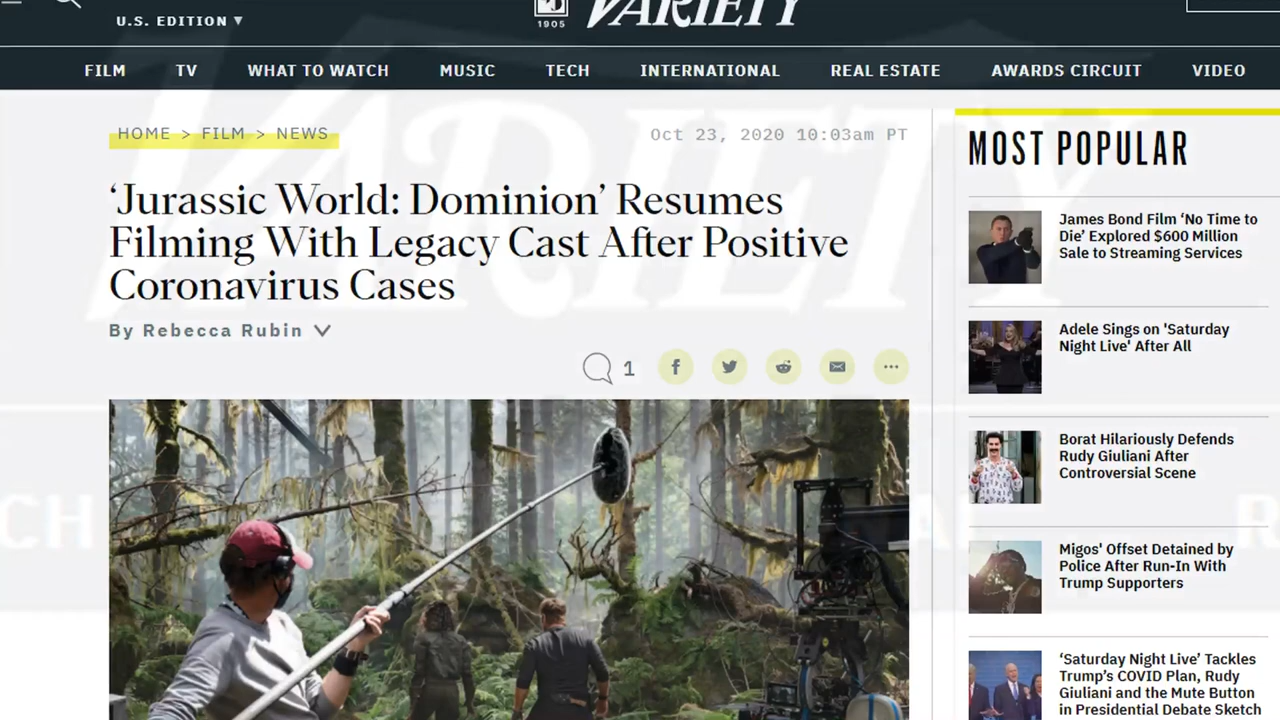 U.S. EDITION
VARIETY
1905
FILM TV WHAT TO WATCH MUSIC TECH INTERNATIONAL REAL ESTATE AWARDS CIRCUIT VIDEO
HOME > FILM > NEWS
Oct 23, 2020 10:03am PT
‘Jurassic World: Dominion’ Resumes
Filming With Legacy Cast After Positive
Coronavirus Cases
By Rebecca Rubin
1
MOST POPULAR
James Bond Film ‘No Time to
Die’ Explored $600 Million
Sale to Streaming Services
Adele Sings on 'Saturday
Night Live' After All
Borat Hilariously Defends
Rudy Giuliani After
Controversial Scene
Migos' Offset Detained by
Police After Run-In With
Trump Supporters
‘Saturday Night Live’ Tackles
Trump’s COVID Plan, Rudy
Giuliani and the Mute Button
in Presidential Debate Sketch
VARIETY